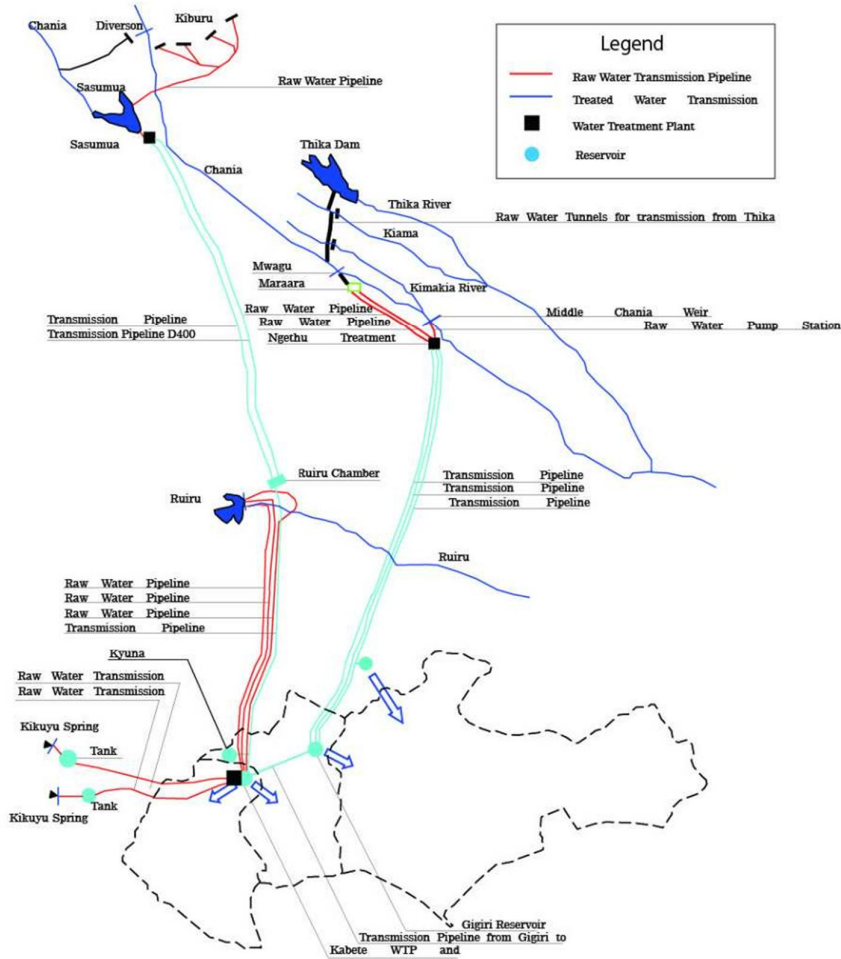 Chania
Diverson
Kiburu
Legend
Raw Water Transmission Pipeline
Treated Water Transmission
Water Treatment Plant
Reservoir
Raw Water Pipeline
Sasumua
Sasumua
Chania
Thika Dam
Thika River
Raw Water Tunnels for transmission from Thika
Kiama
Mwagu
Maraara
Kimakia River
Raw Water Pipeline
Raw Water Pipeline
Ngethu Treatment
Middle Chania Weir
Raw Water Pump Station
Transmission Pipeline
Transmission Pipeline D400
Ruiru Chamber
Ruiru
Transmission Pipeline
Transmission Pipeline
Transmission Pipeline
Ruiru
Raw Water Pipeline
Raw Water Pipeline
Raw Water Pipeline
Transmission Pipeline
Kyuna
Raw Water Transmission
Raw Water Transmission
Kikuyu Spring
Tank
Tank
Kikuyu Spring
Gigiri Reservoir
Transmission Pipeline from Gigiri to
Kabete WTP and